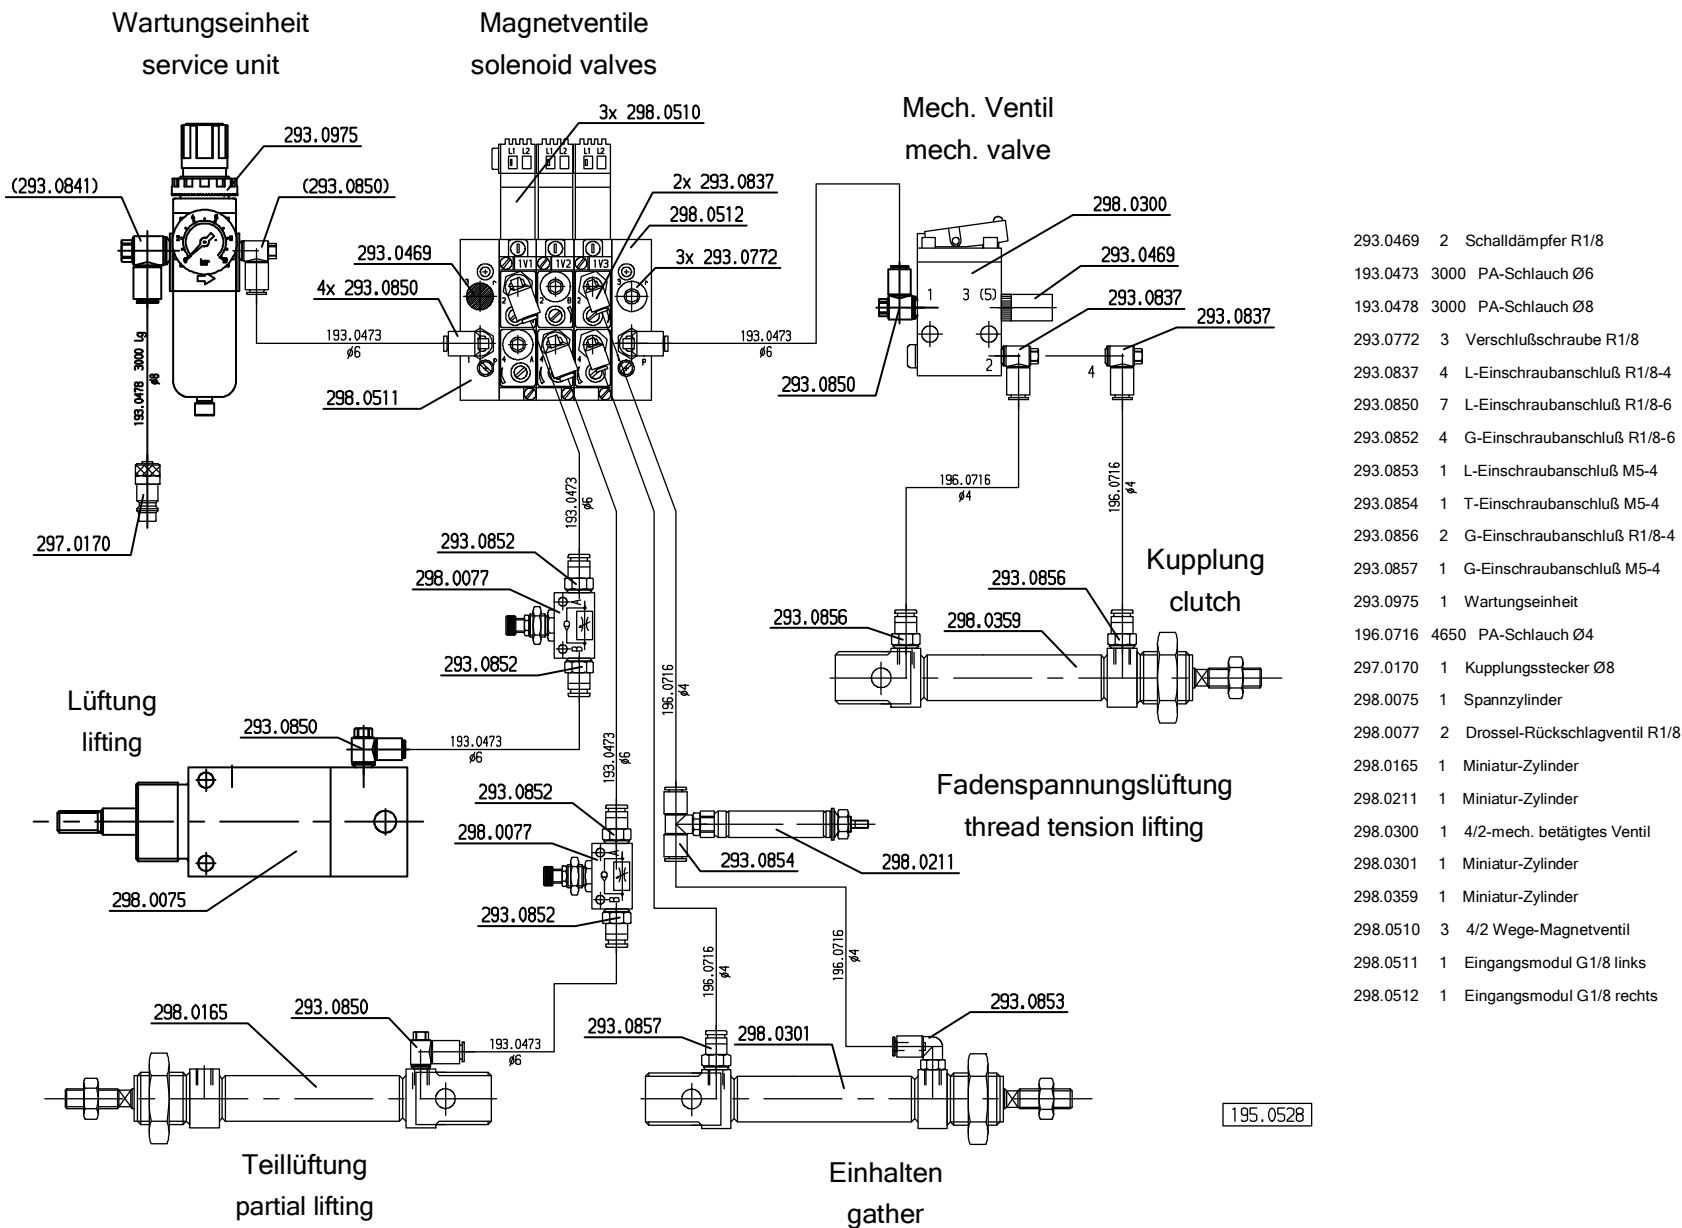 Wartungseinheit
service unit
Magnetventile
solenoid valves
Mech. Ventil
mech. valve
3x 298.0510
293.0975
(293.0841)
(293.0850)
2x 293.0837
298.0512
293.0469
3x 293.0772
4x 293.0850
298.0511
L1 L2
L1 L2
L1 L2
1V1
1V2
1V3
193.0473
ø6
193.0473
ø6
193.0478 3000 Lg
ø8
297.0170
298.0300
293.0469
293.0837
293.0837
293.0850
1
3 (5)
2
4
196.0716
ø4
196.0716
ø4
Kupplung
clutch
293.0856
293.0856
298.0359
193.0473
ø6
293.0852
298.0077
A
B
293.0852
Lüftung
lifting
293.0850
193.0473
ø6
298.0075
193.0473
ø6
196.0716
ø4
293.0852
298.0077
A
B
293.0852
Fadenspannungslüftung
thread tension lifting
293.0854
298.0211
196.0716
ø4
196.0716
ø4
298.0165
293.0850
193.0473
ø6
293.0857
298.0301
293.0853
Teillüftung
partial lifting
Einhalten
gather
195.0528
293.0469 2 Schalldämpfer R1/8
193.0473 3000 PA-Schlauch Ø6
193.0478 3000 PA-Schlauch Ø8
293.0772 3 Verschlußschraube R1/8
293.0837 4 L-Einschraubanschluß R1/8-4
293.0850 7 L-Einschraubanschluß R1/8-6
293.0852 4 G-Einschraubanschluß R1/8-6
293.0853 1 L-Einschraubanschluß M5-4
293.0854 1 T-Einschraubanschluß M5-4
293.0856 2 G-Einschraubanschluß R1/8-4
293.0857 1 G-Einschraubanschluß M5-4
293.0975 1 Wartungseinheit
196.0716 4650 PA-Schlauch Ø4
297.0170 1 Kupplungsstecker Ø8
298.0075 1 Spannzylinder
298.0077 2 Drossel-Rückschlagventil R1/8
298.0165 1 Miniatur-Zylinder
298.0211 1 Miniatur-Zylinder
298.0300 1 4/2-mech. betätigtes Ventil
298.0301 1 Miniatur-Zylinder
298.0359 1 Miniatur-Zylinder
298.0510 3 4/2 Wege-Magnetventil
298.0511 1 Eingangsmodul G1/8 links
298.0512 1 Eingangsmodul G1/8 rechts